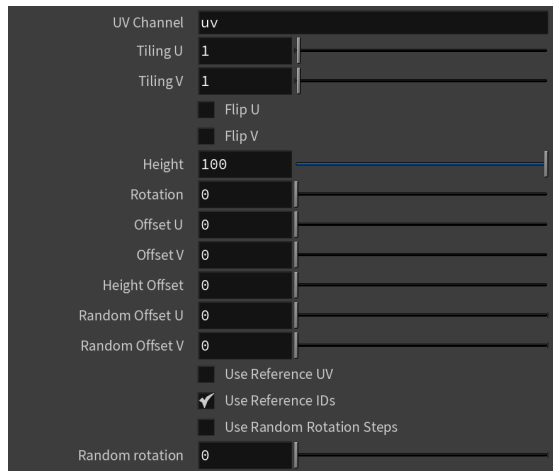 UV Channel uv
Tiling U 1
Tiling V 1
Flip U
Flip V
Height 100
Rotation 0
Offset U 0
Offset V 0
Height Offset 0
Random Offset U 0
Random Offset V 0
Use Reference UV
Use Reference IDs
Use Random Rotation Steps
Random rotation 0